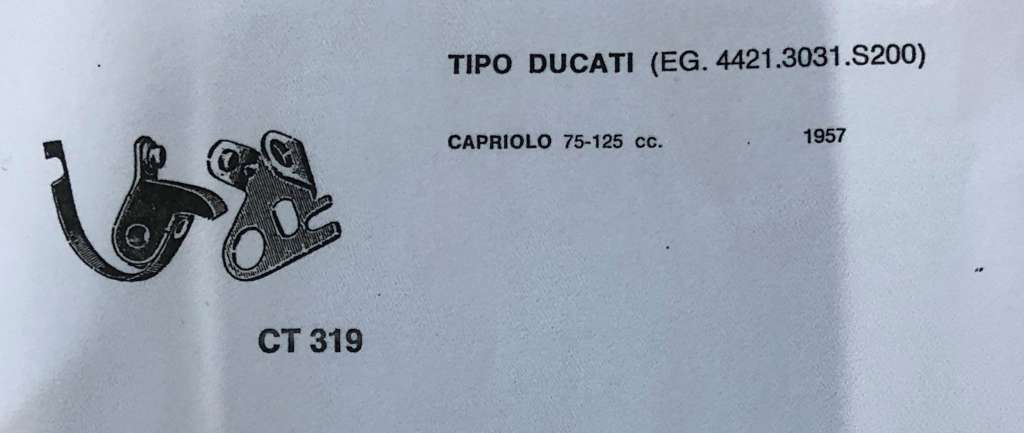 TIPO DUCATI (EG. 4421.3031.S200)
CAPRIOLO 75-125 cc. 1957
CT 319